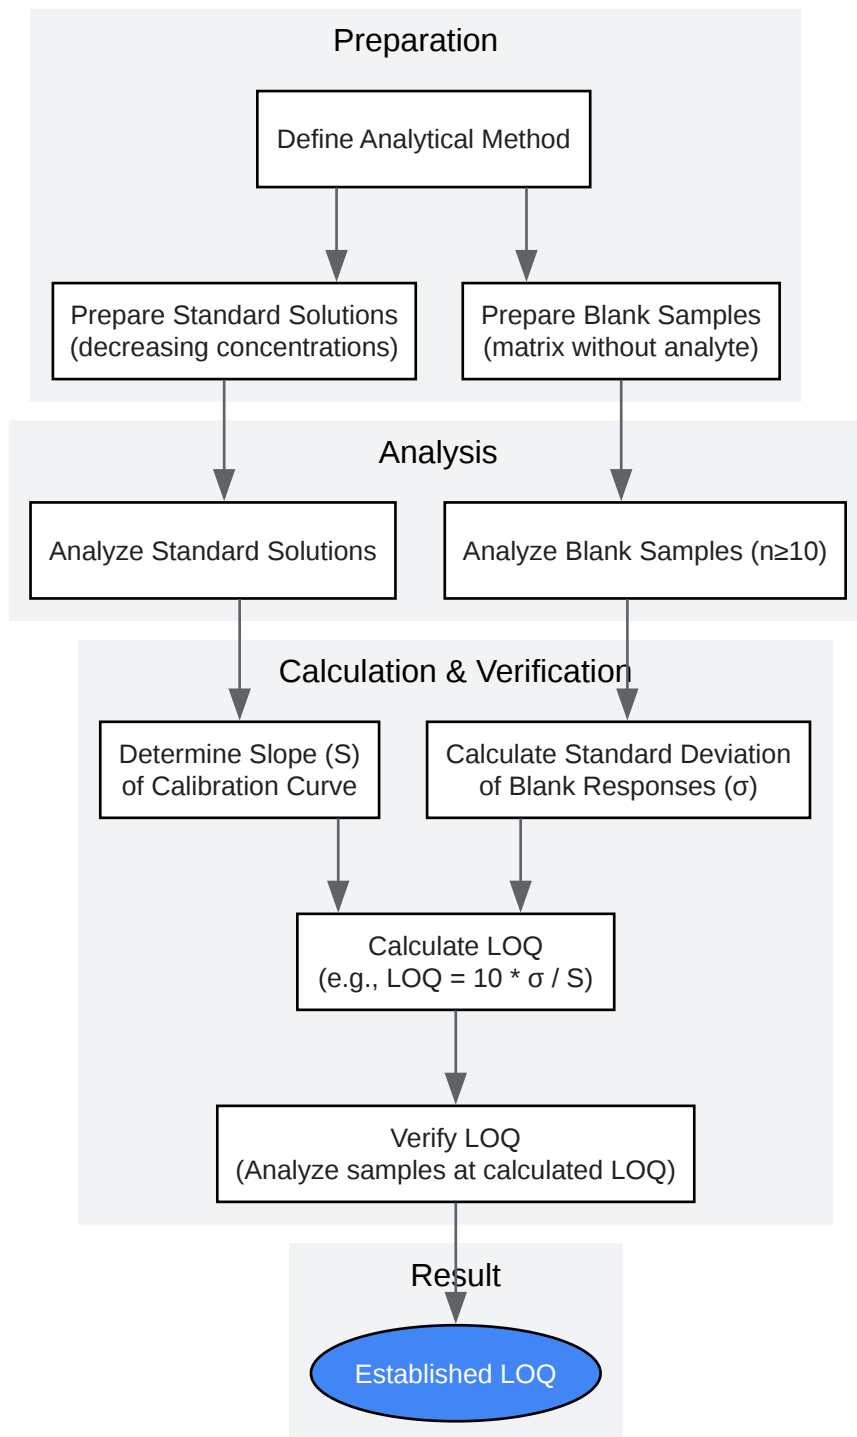 Preparation
Define Analytical Method
Prepare Standard Solutions
(decreasing concentrations)
Prepare Blank Samples
(matrix without analyte)
Analysis
Analyze Standard Solutions
Analyze Blank Samples (n≥10)
Calculation & Verification
Determine Slope (S)
of Calibration Curve
Calculate Standard Deviation
of Blank Responses (σ)
Calculate LOQ
(e.g., LOQ = 10 * σ / S)
Verify LOQ
(Analyze samples at calculated LOQ)
Result
Established LOQ